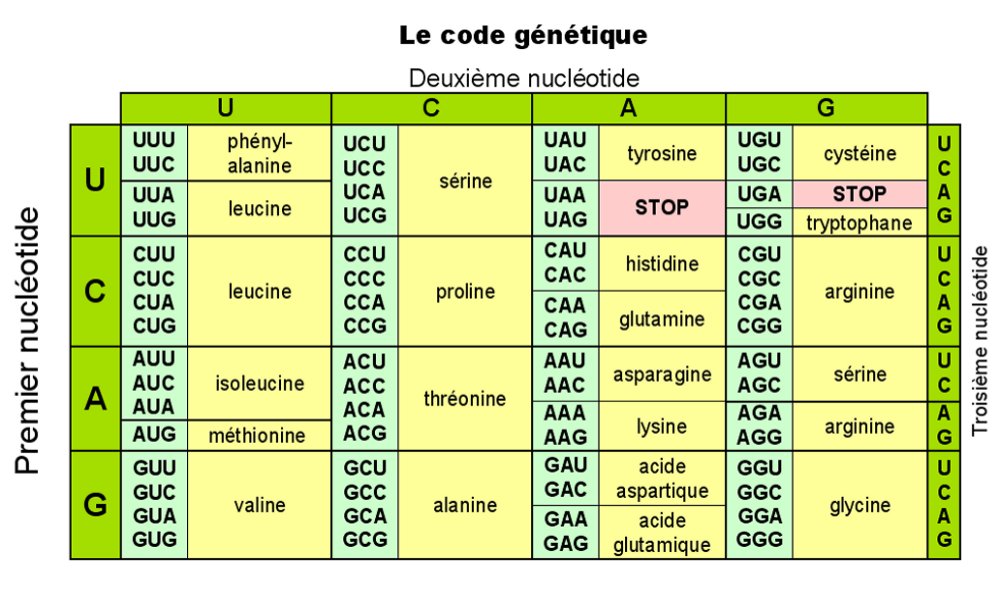 Le code génétique
Deuxième nucléotide
U C A G
Premier nucléotide
U
UUU
UUC
phényl-
alanine
UUA
UUG
leucine
UCU
UCC
UCA
UCG
sérine
UAU
UAC
tyrosine
UAA
UAG
STOP
UGU
UGC
cystéine
UGA
STOP
UGG
tryptophane
U
C
A
G
C
CUU
CUC
CUA
CUG
leucine
CCU
CCC
CCA
CCG
proline
CAU
CAC
histidine
CAA
CAG
glutamine
CGU
CGC
CGA
CGG
arginine
U
C
A
G
A
AUU
AUC
AUA
isoleucine
AUG
méthionine
ACU
ACC
ACA
ACG
thréonine
AAU
AAC
asparagine
AAA
AAG
lysine
AGU
AGC
sérine
AGA
AGG
arginine
U
C
A
G
G
GUU
GUC
GUA
GUG
valine
GCU
GCC
GCA
GCG
alanine
GAU
GAC
acide
aspartique
GAA
GAG
acide
glutamique
GGU
GGC
GGA
GGG
glycine
U
C
A
G
Troisième nucléotide